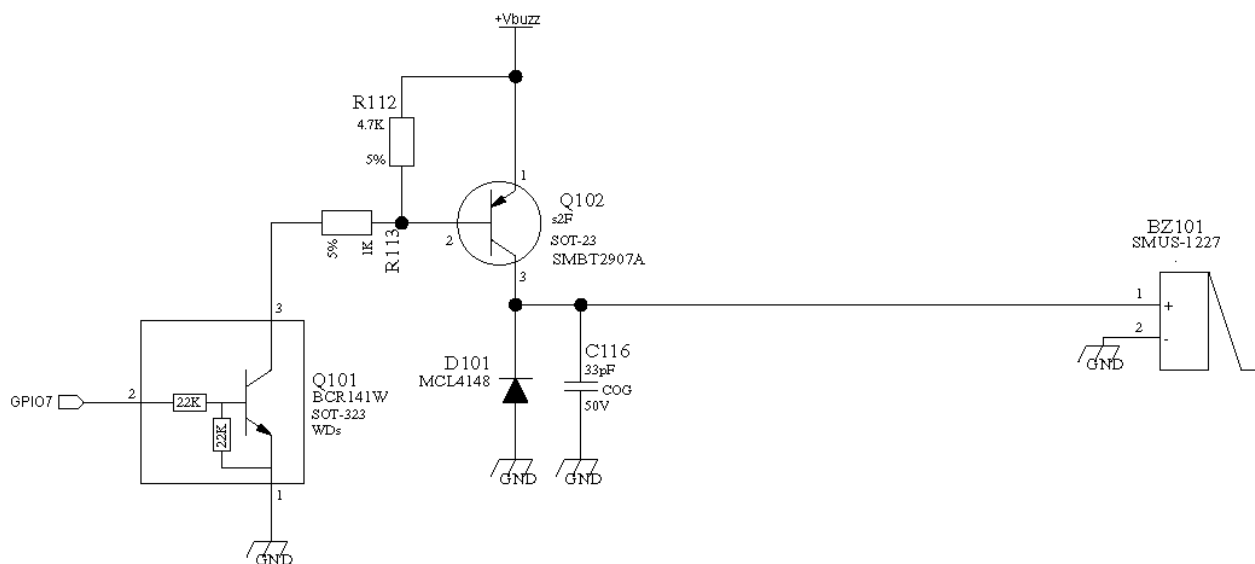 +Vbuzz
R112
4.7K
5%
1
Q102
s2F
2
SOT-23
SMBT2907A
5%
1K
R113
3
BZ101
SMUS-1227
1
+
2
-
GND
3
D101
MCL4148
C116
33pF
COG
50V
GND
GND
Q101
BCR141W
SOT-323
WDs
GPIO7
2
22K
22K
1
GND